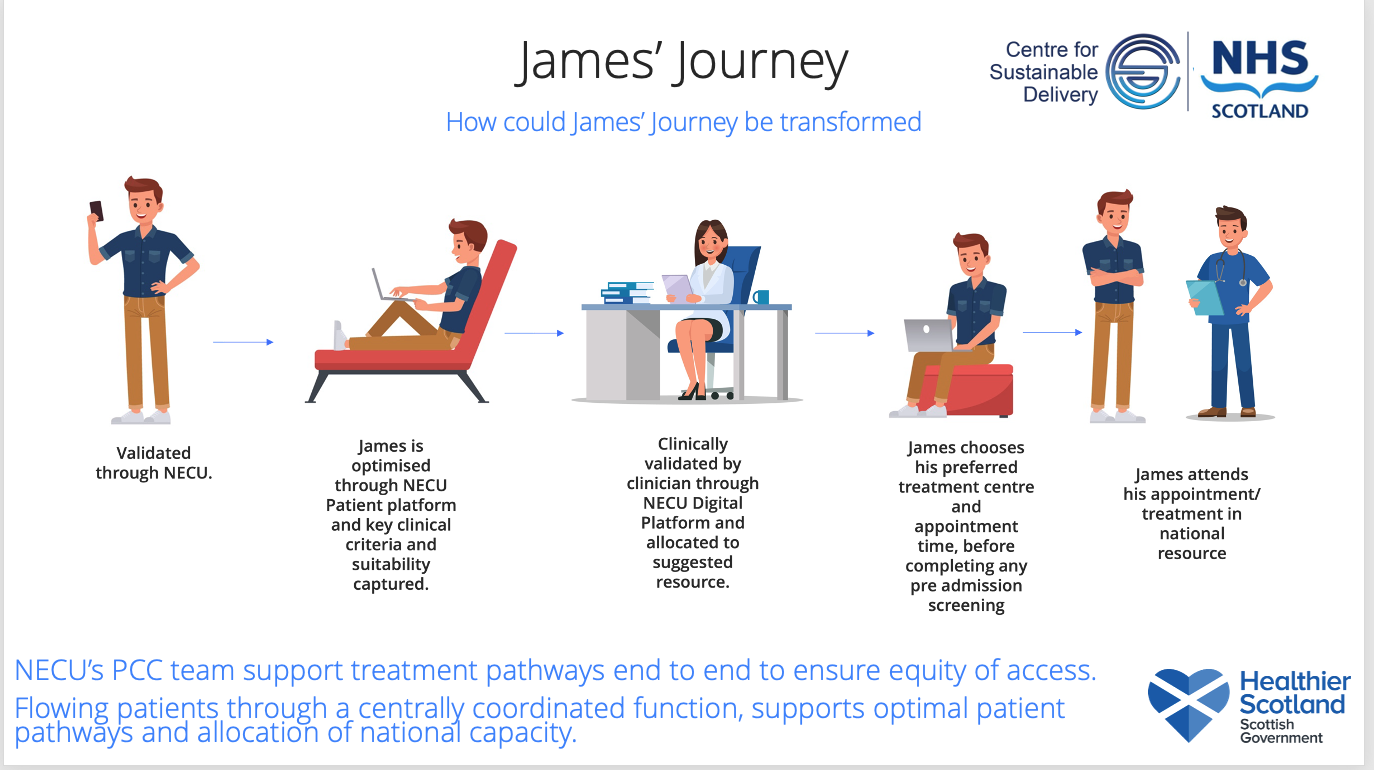 James’ Journey
How could James’ Journey be transformed
Centre for
Sustainable
Delivery
NHS
SCOTLAND
Validated
through NECU.
James is
optimised
through NECU
Patient platform
and key clinical
criteria and
suitability
captured.
Clinically
validated by
clinician through
NECU Digital
Platform and
allocated to
suggested
resource.
James chooses
his preferred
treatment centre
and
appointment
time, before
completing any
pre admission
screening
James attends
his appointment/
treatment in
national
resource
NECU’s PCC team support treatment pathways end to end to ensure equity of access.
Flowing patients through a centrally coordinated function, supports optimal patient
pathways and allocation of national capacity.
Healthier
Scotland
Scottish
Government